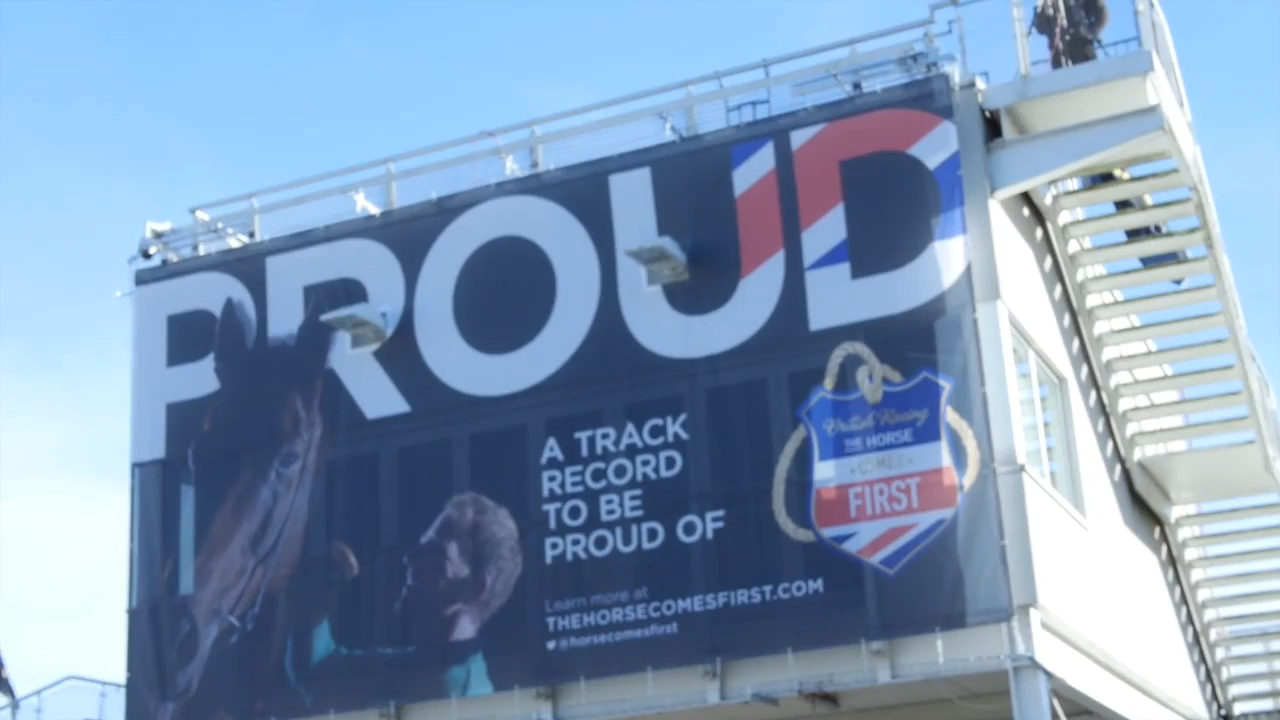 PROUD
A TRACK
RECORD
TO BE
PROUD OF
British Racing
THE HORSE
COMES
FIRST
Learn more at
THEHORSECOMESFIRST.COM
@horsecomesfirst